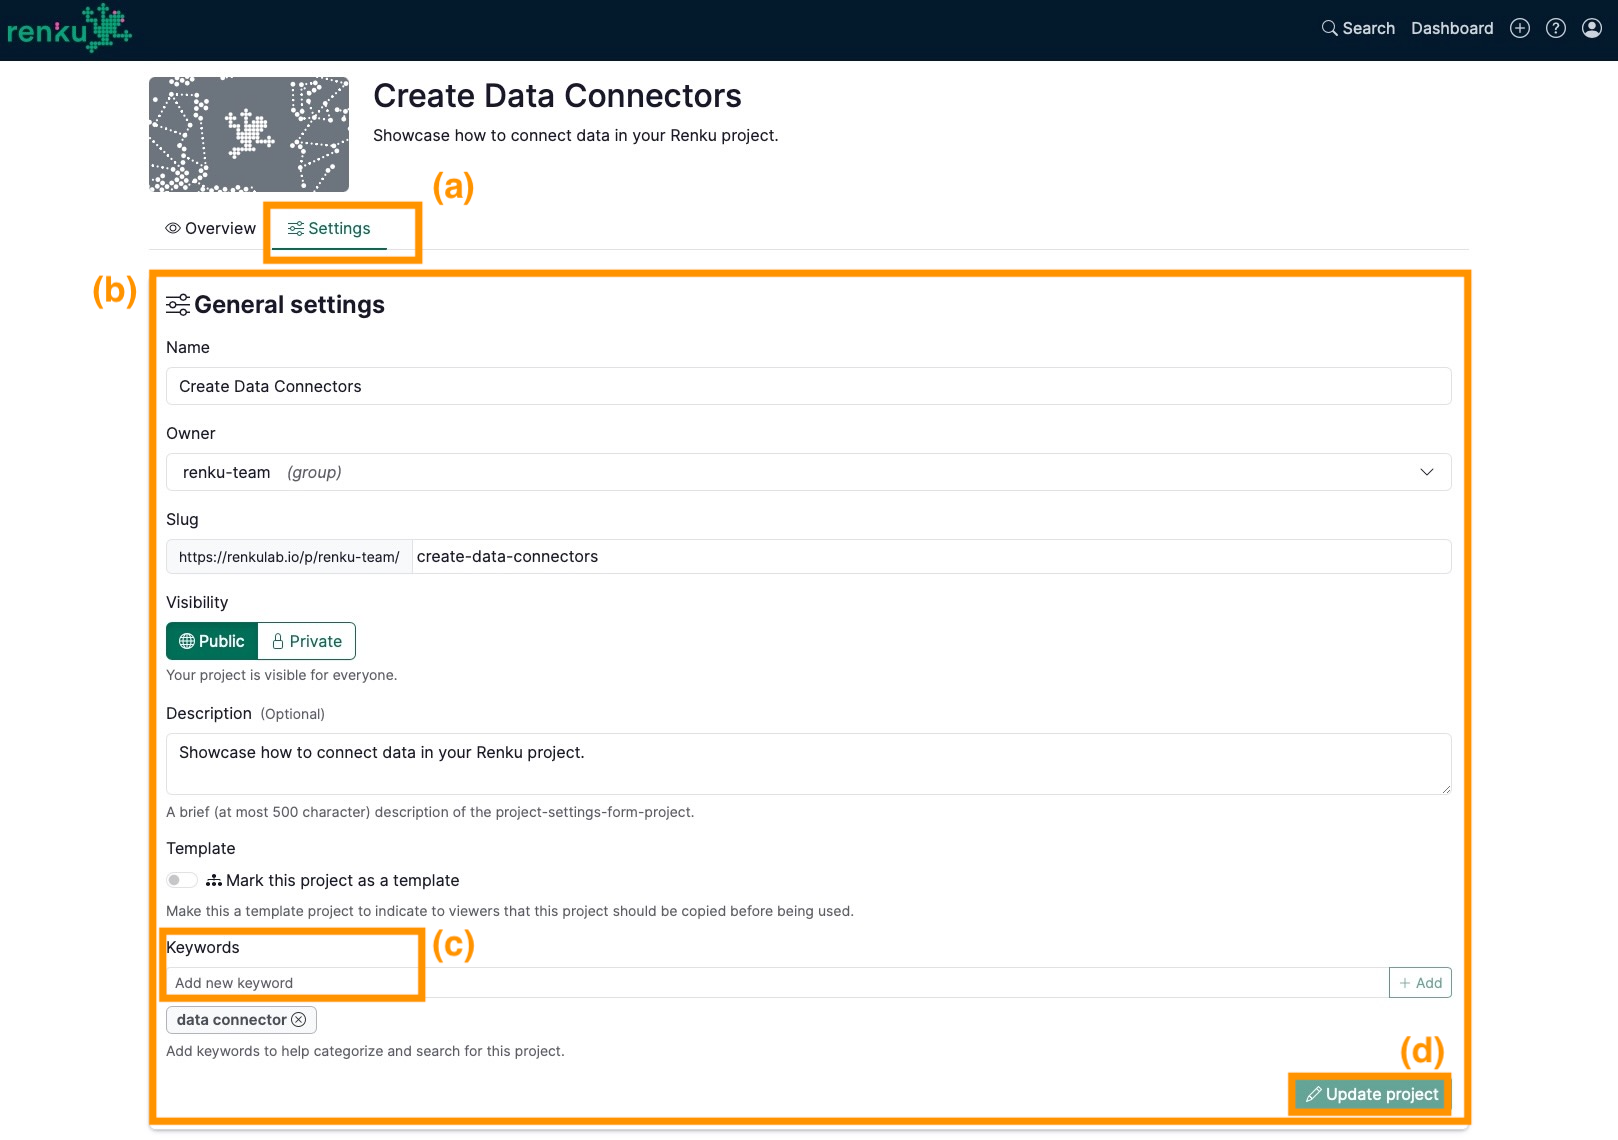 renku
Search Dashboard
Create Data Connectors
Showcase how to connect data in your Renku project.
(a)
Overview Settings
(b)
General settings
Name
Create Data Connectors
Owner
renku-team (group)
Slug
https://renkulab.io/p/renku-team/ create-data-connectors
Visibility
Public Private
Your project is visible for everyone.
Description (Optional)
Showcase how to connect data in your Renku project.
A brief (at most 500 character) description of the project-settings-form-project.
Template
Mark this project as a template
Make this a template project to indicate to viewers that this project should be copied before being used.
Keywords
(c)
Add new keyword
+ Add
data connector
Add keywords to help categorize and search for this project.
(d)
Update project